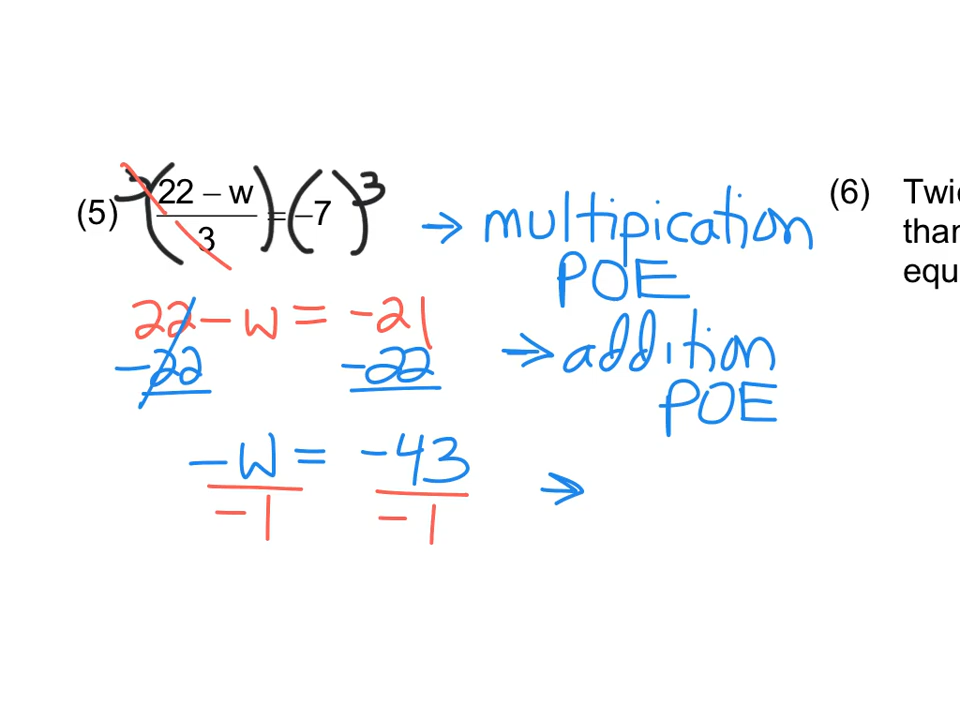 (5) 3(22 – w / 3) = (–7)3 → multipication
POE
22 – w = -21
-22 -22 → addition
POE
-w = -43 →
-1 -1
(6) Twic
than
equ